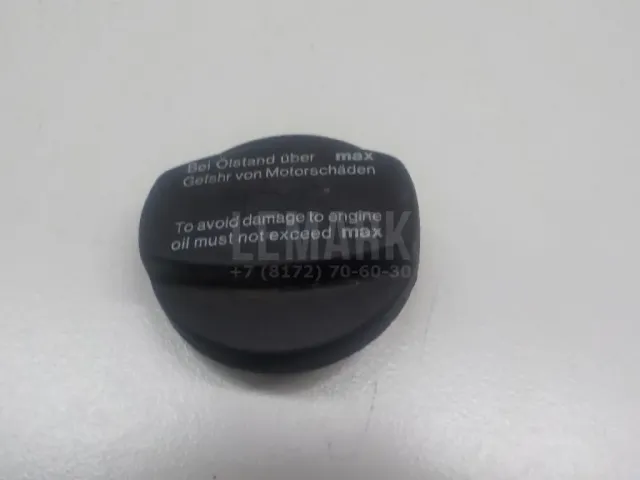 Bei Ölstand über max
Gefahr von Motorschäden
To avoid damage to engine
oil must not exceed max
LEMARK
+7 (8172) 70-60-30